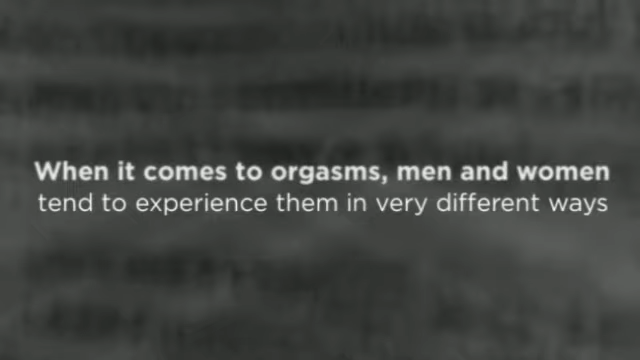 When it comes to orgasms, men and women
tend to experience them in very different ways